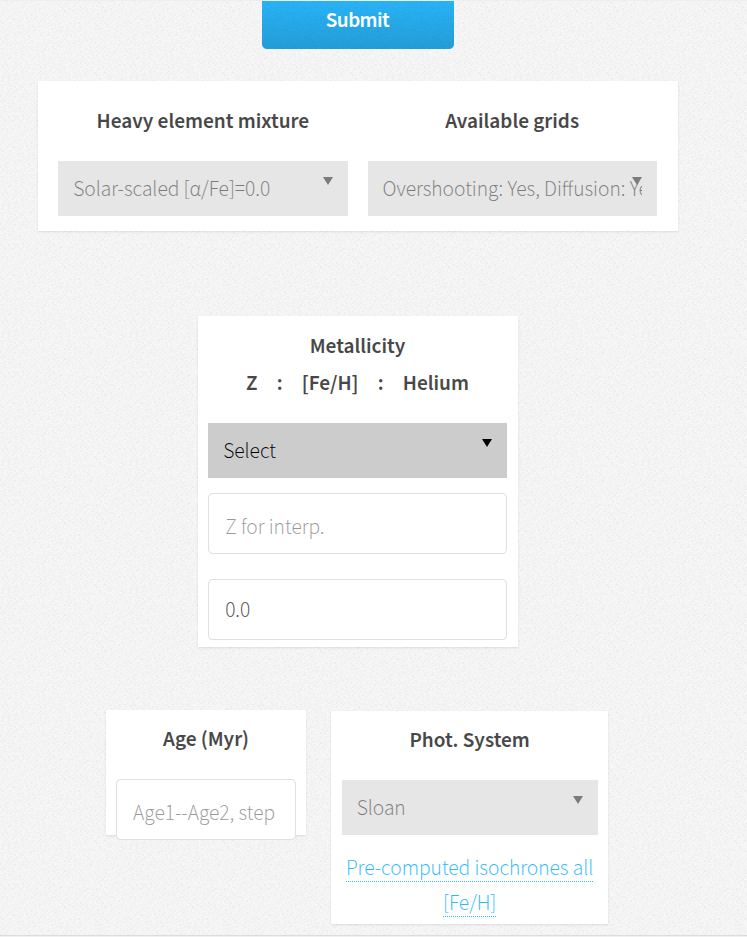 Submit
Heavy element mixture
Available grids
Solar-scaled [α/Fe]=0.0
Overshooting: Yes, Diffusion:
Metallicity
Z : [Fe/H] : Helium
Select
Z for interp.
0.0
Age (Myr)
Phot. System
Age1--Age2, step
Sloan
Pre-computed isochrones all
[Fe/H]